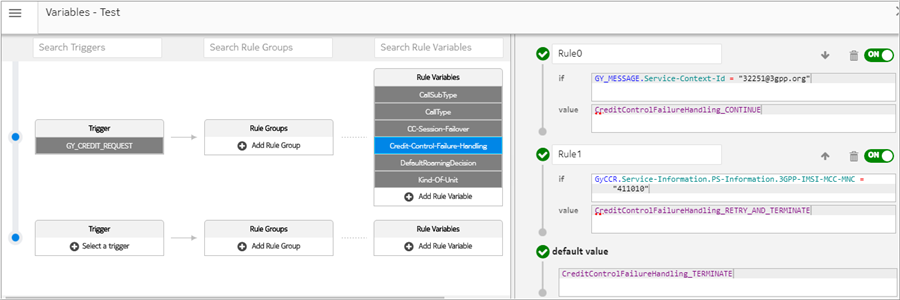 Variables - Test
Search Triggers
Search Rule Groups
Search Rule Variables
Trigger
GY_CREDIT_REQUEST
Rule Groups
Add Rule Group
Rule Variables
CallSubType
CallType
CC-Session-Failover
Credit-Control-Failure-Handling
DefaultRoamingDecision
Kind-Of-Unit
Add Rule Variable
Trigger
Select a trigger
Rule Groups
Add Rule Group
Rule Variables
Add Rule Variable
Rule0
ON
if
GY_MESSAGE.Service-Context-Id = "32251@3gpp.org"
value
CreditControlFailureHandling_CONTINUE
Rule1
ON
if
GyCCR.Service-Information.PS-Information.3GPP-IMSI-MCC-MNC =
"411010"
value
CreditControlFailureHandling_RETRY_AND_TERMINATE
default value
CreditControlFailureHandling_TERMINATE